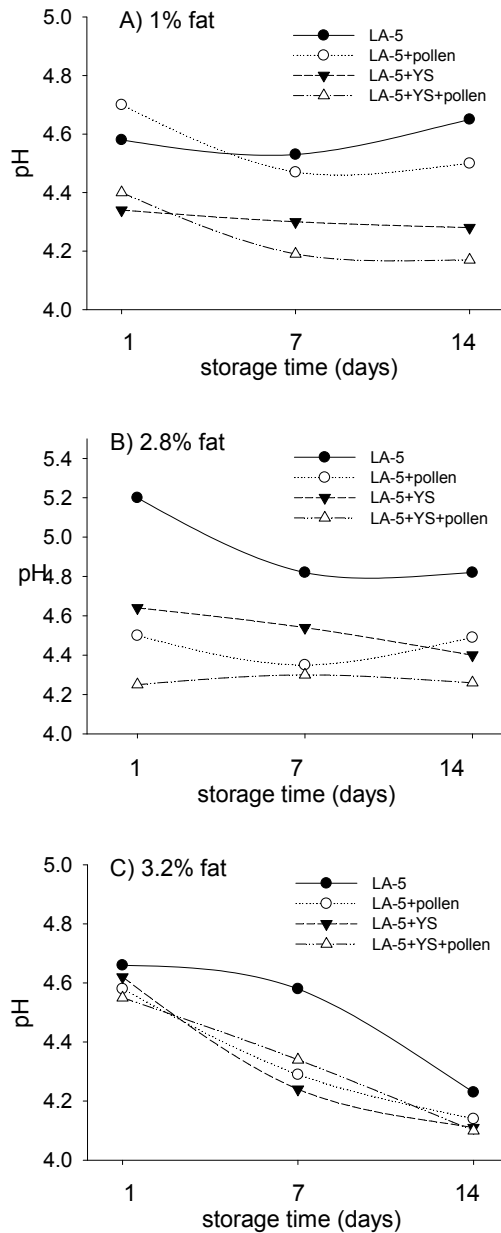 A) 1% fat
LA-5
LA-5+pollen
LA-5+YS
LA-5+YS+pollen
5.0
4.8
4.6
4.4
4.2
4.0
pH
1 7 14
storage time (days)
B) 2.8% fat
LA-5
LA-5+pollen
LA-5+YS
LA-5+YS+pollen
5.4
5.2
5.0
4.8
4.6
4.4
4.2
4.0
pH
1 7 14
storage time (days)
C) 3.2% fat
LA-5
LA-5+pollen
LA-5+YS
LA-5+YS+pollen
5.0
4.8
4.6
4.4
4.2
4.0
pH
1 7 14
storage time (days)